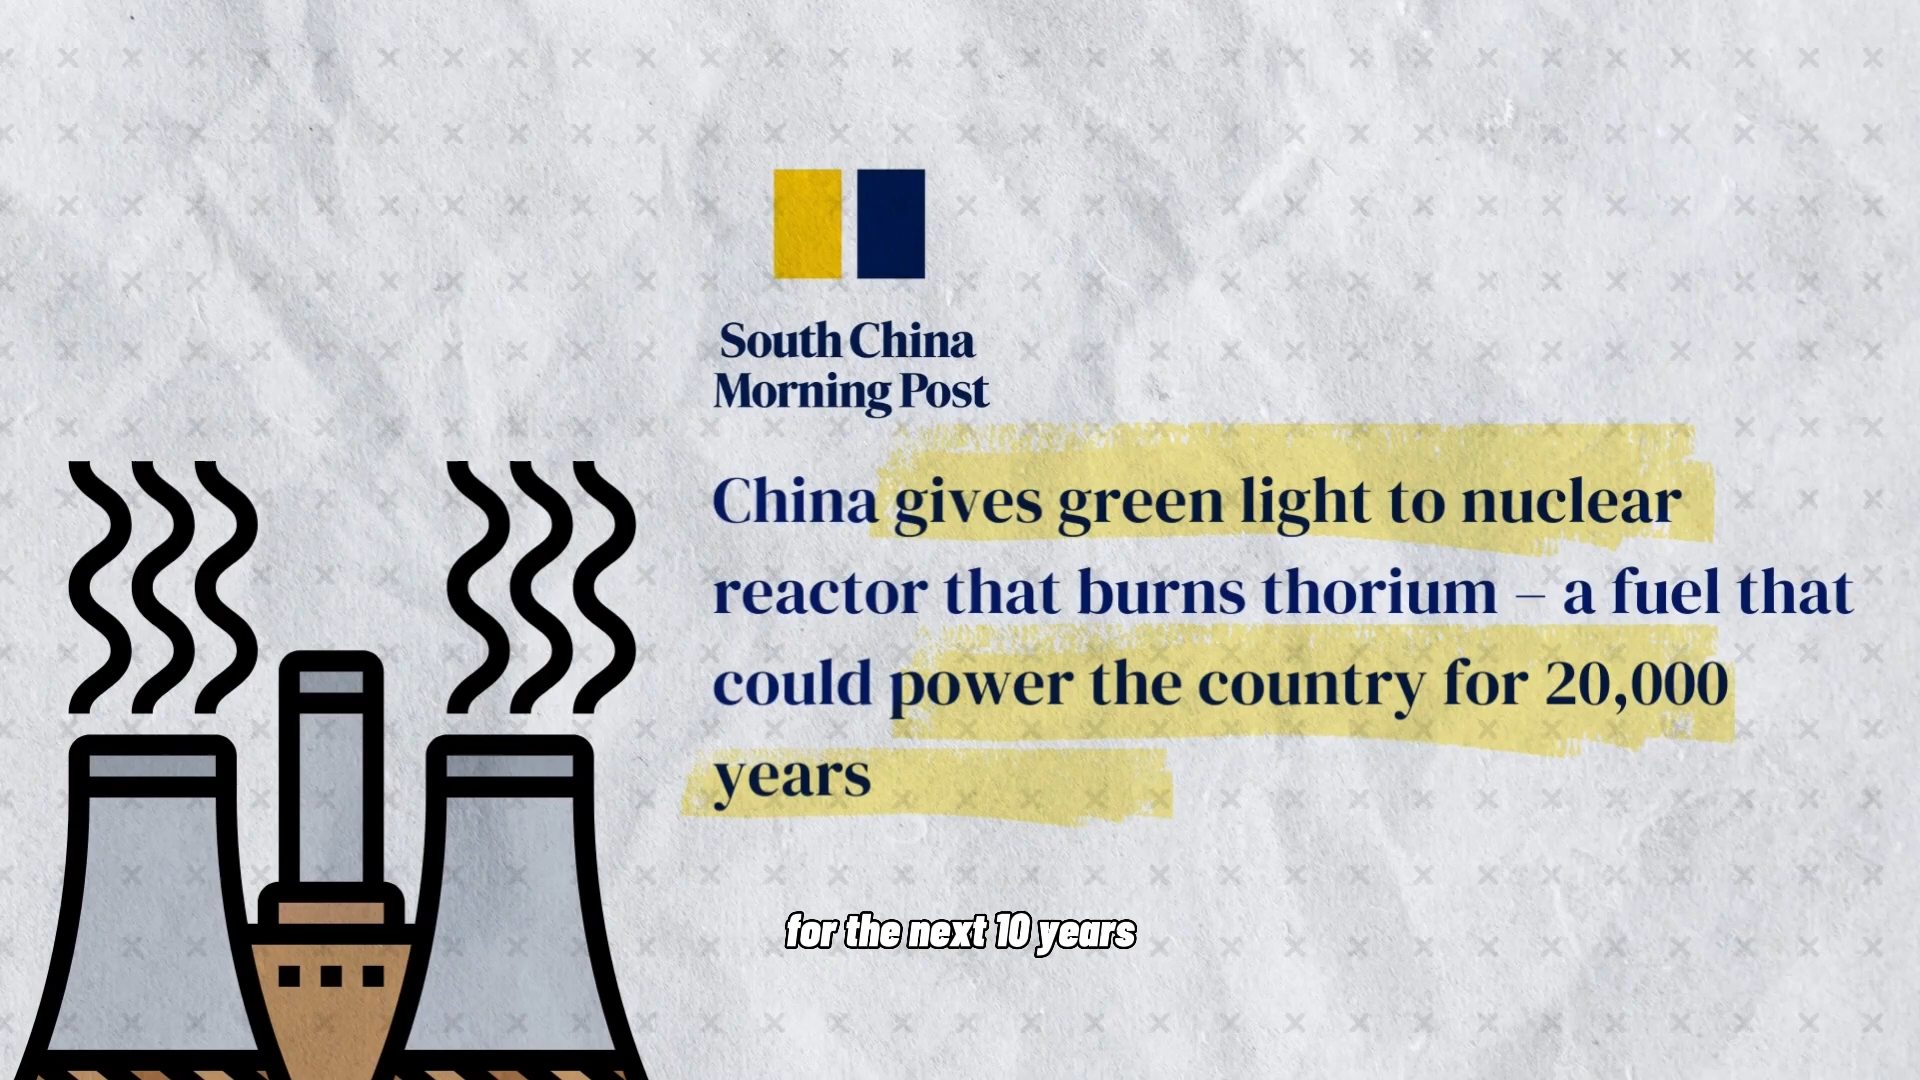 South China
Morning Post
China gives green light to nuclear
reactor that burns thorium – a fuel that
could power the country for 20,000
years
for the next 10 years